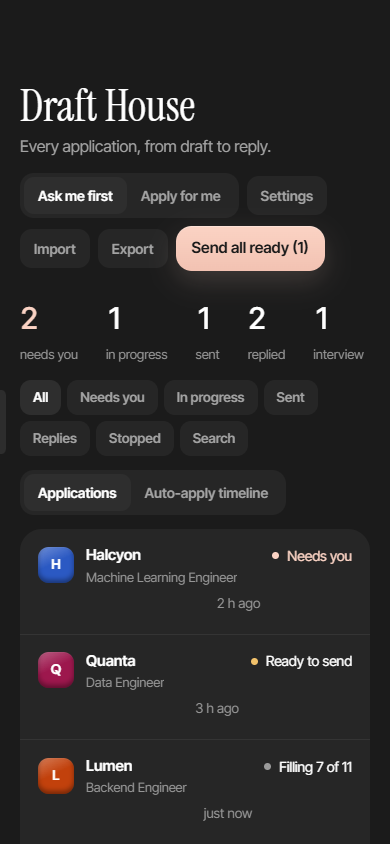 Draft House
Every application, from draft to reply.
Ask me first Apply for me Settings
Import Export Send all ready (1)
2 1 1 2 1
needs you in progress sent replied interview
All Needs you In progress Sent
Replies Stopped Search
Applications Auto-apply timeline
H Halcyon Needs you
Machine Learning Engineer
2 h ago
Q Quanta Ready to send
Data Engineer
3 h ago
L Lumen Filling 7 of 11
Backend Engineer
just now